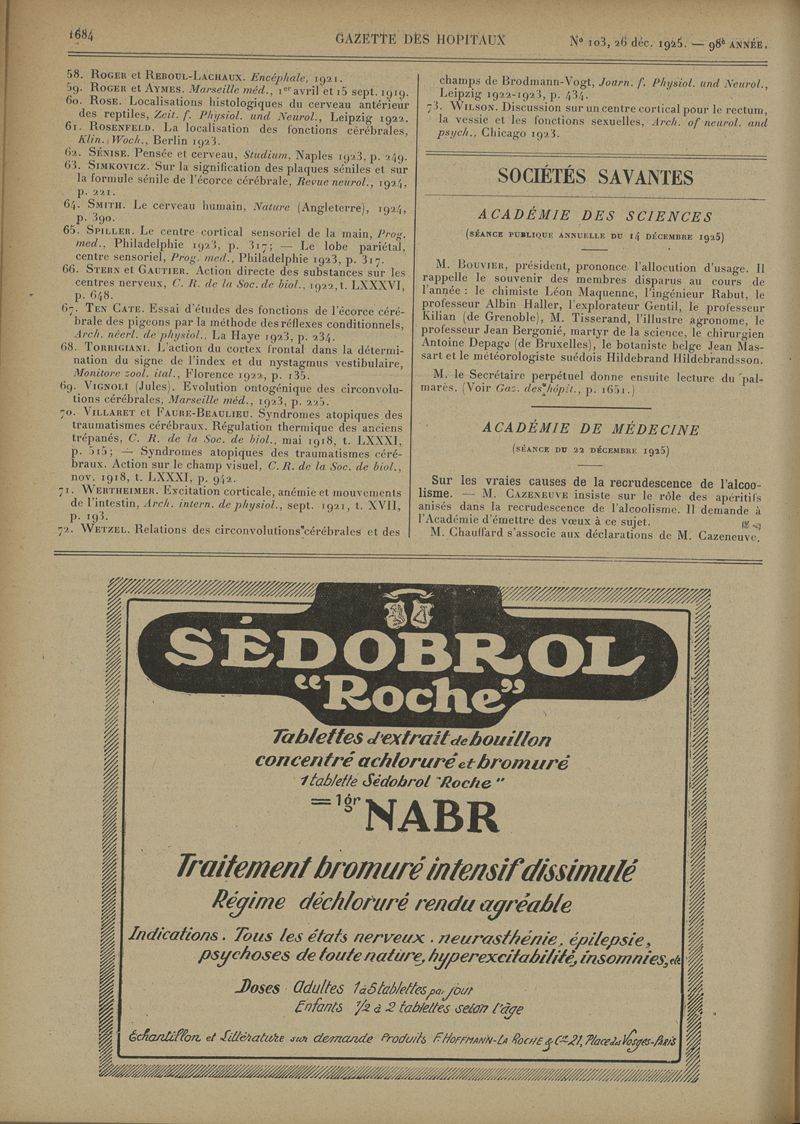 1684
GAZETTE DES HOPITAUX
N° 103, 26 déc. 1925. — 98e ANNÉE.
58. ROGER et REBOUL-LACHAUX. Encéphale, 1921.
59. ROGER et AYMES. Marseille méd., 1er avril et 15 sept. 1919.
60. ROSE. Localisations histologiques du cerveau antérieur
des reptiles, Zeit. f. Physiol. und Neurol., Leipzig 1922.
61. ROSENFELD. La localisation des fonctions cérébrales,
Klin. Woch., Berlin 1923.
62. SÉNISE. Pensée et cerveau, Studium, Naples 1923, p. 249.
63. SIMKOVICZ. Sur la signification des plaques séniles et sur
la formule sénile de l'écorce cérébrale, Revue neurol., 1924,
p. 221.
64. SMITH. Le cerveau humain, Nature (Angleterre), 1924,
p. 390.
65. SPILLER. Le centre cortical sensoriel de la main, Prog.
med., Philadelphie 1923, p. 317; — Le lobe pariétal,
centre sensoriel, Prog. med., Philadelphie 1923, p. 317.
66. STERN et GAUTIER. Action directe des substances sur les
centres nerveux, C. R. de la Soc. de biol., 1922, t. LXXXVI,
p. 648.
67. TEN CATE. Essai d'études des fonctions de l'écorce céré-
brale des pigeons par la méthode des réflexes conditionnels,
Arch. néerl. de physiol., La Haye 1923, p. 234.
68. TORRIGIANI. L'action du cortex frontal dans la détermi-
nation du signe de l'index et du nystagmus vestibulaire,
Monitore zool. ital., Florence 1922, p. 135.
69. VIGNOLI (Jules). Evolution ontogénique des circonvolu-
tions cérébrales, Marseille méd., 1923, p. 225.
70. VILLARET et FAURE-BEAULIEU. Syndromes atopiques des
traumatismes cérébraux. Régulation thermique des anciens
trépanés, C. R. de la Soc. de biol., mai 1918, t. LXXXI,
p. 515; — Syndromes atopiques des traumatismes céré-
braux. Action sur le champ visuel, C. R. de la Soc. de biol.,
nov. 1918, t. LXXXI, p. 942.
71. WERTHEIMER. Excitation corticale, anémie et mouvements
de l'intestin, Arch. intern. de physiol., sept. 1921, t. XVII,
p. 193.
72. WETZEL. Relations des circonvolutions cérébrales et des
champs de Brodmann-Vogt, Journ. f. Physiol. und Neurol.,
Leipzig 1922-1923, p. 434.
73. WILSON. Discussion sur un centre cortical pour le rectum,
la vessie et les fonctions sexuelles, Arch. of neurol. and
psych., Chicago 1923.
SOCIÉTÉS SAVANTES
ACADÉMIE DES SCIENCES
(SÉANCE PUBLIQUE ANNUELLE DU 14 DÉCEMBRE 1925)
M. BOUVIER, président, prononce l'allocution d'usage. Il
rappelle le souvenir des membres disparus au cours de
l'année : le chimiste Léon Maquenne, l'ingénieur Rabut, le
professeur Albin Haller, l'explorateur Gentil, le professeur
Kilian (de Grenoble), M. Tisserand, l'illustre agronome, le
professeur Jean Bergonié, martyr de la science, le chirurgien
Antoine Depage (de Bruxelles), le botaniste belge Jean Mas-
sart et le météorologiste suédois Hildebrand Hildebrandsson.
M. le Secrétaire perpétuel donne ensuite lecture du pal-
marès. (Voir Gaz. des hôpit., p. 1651.)
ACADÉMIE DE MÉDECINE
(SÉANCE DU 22 DÉCEMBRE 1925)
Sur les vraies causes de la recrudescence de l'alcoo-
lisme. — M. CAZENEUVE insiste sur le rôle des apéritifs
anisés dans la recrudescence de l'alcoolisme. Il demande à
l'Académie d'émettre des vœux à ce sujet.
M. Chauffard s'associe aux déclarations de M. Cazeneuve.
SÉDOBROL
"Roche"
Tablettes d'extrait de bouillon
concentré achloruré et bromuré
1 tablette Sédobrol "Roche"
= 1gr NABR
Traitement bromuré intensif dissimulé
Régime déchloruré rendu agréable
Indications. Tous les états nerveux. neurasthénie, épilepsie,
psychoses de toute nature, hyperexcitabilité, insomnies, etc
Doses Adultes 1 à 5 tablettes par jour
Enfants 1/2 à 2 tablettes selon l'âge
Echantillon et Littérature sur demande Produits F. HOFFMANN-LA ROCHE & Cie 21, Place des Vosges-Paris